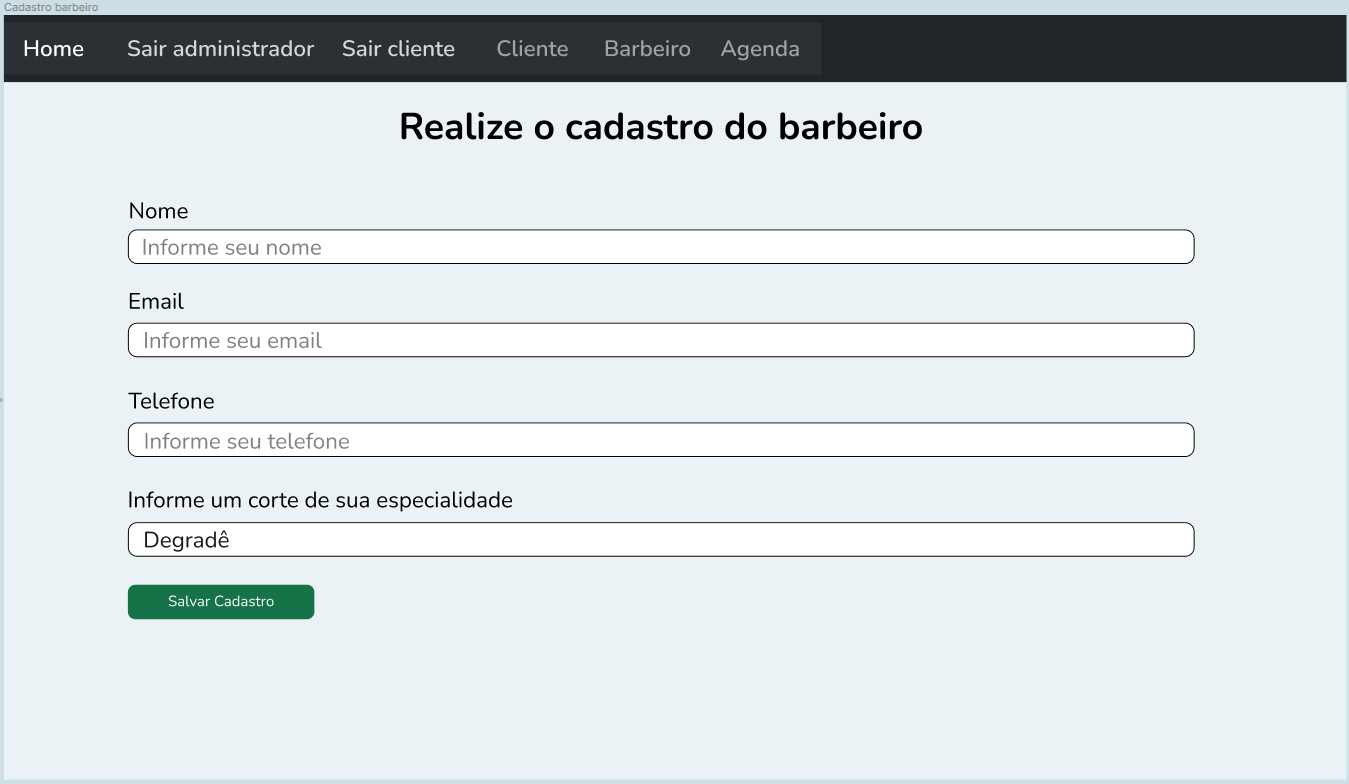 Cadastro barbeiro
Home Sair administrador Sair cliente Cliente Barbeiro Agenda
Realize o cadastro do barbeiro
Nome
Informe seu nome
Email
Informe seu email
Telefone
Informe seu telefone
Informe um corte de sua especialidade
Degradê
Salvar Cadastro